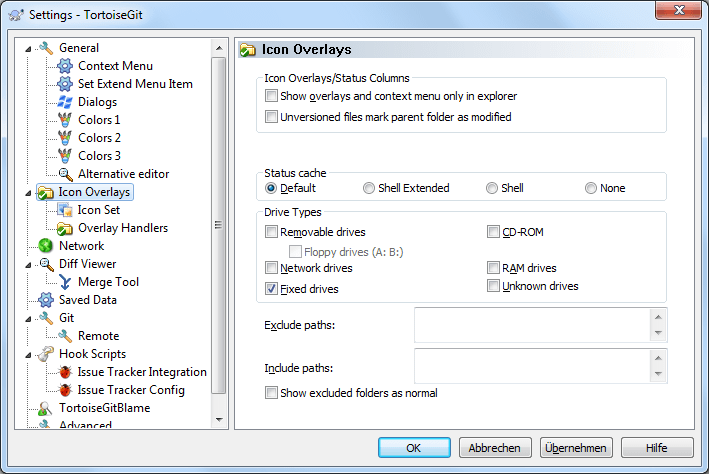 Settings - TortoiseGit
General
Context Menu
Set Extend Menu Item
Dialogs
Colors 1
Colors 2
Colors 3
Alternative editor
Icon Overlays
Icon Set
Overlay Handlers
Network
Diff Viewer
Merge Tool
Saved Data
Git
Remote
Hook Scripts
Issue Tracker Integration
Issue Tracker Config
TortoiseGitBlame
Advanced
Icon Overlays
Icon Overlays/Status Columns
Show overlays and context menu only in explorer
Unversioned files mark parent folder as modified
Status cache
Default Shell Extended Shell None
Drive Types
Removable drives CD-ROM
Floppy drives (A: B:)
Network drives RAM drives
Fixed drives Unknown drives
Exclude paths:
Include paths:
Show excluded folders as normal
OK Abbrechen Übernehmen Hilfe